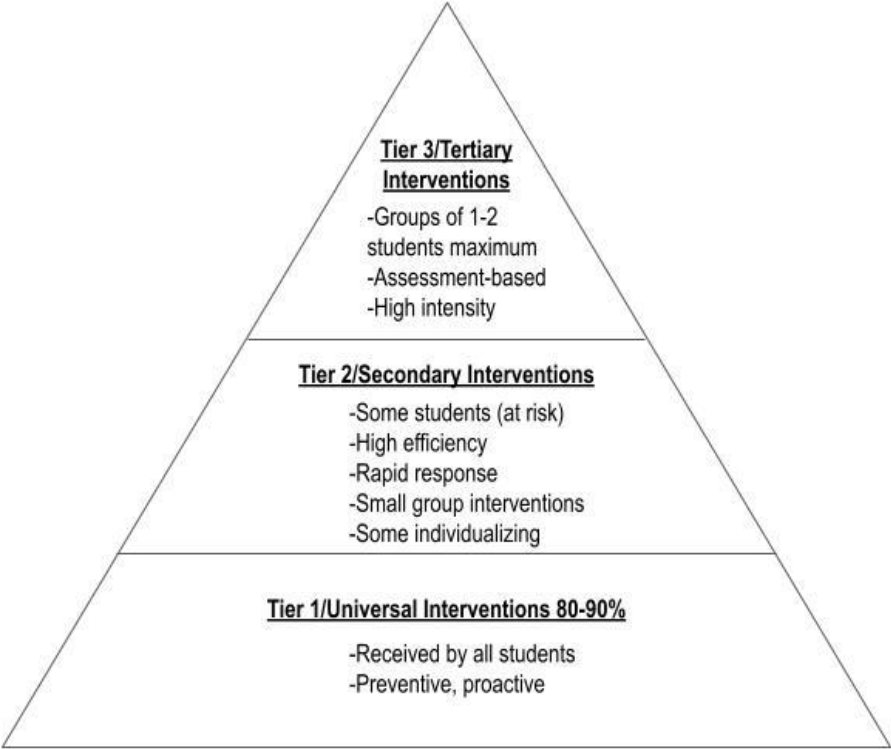 Tier 3/Tertiary
Interventions
-Groups of 1-2
students maximum
-Assessment-based
-High intensity
Tier 2/Secondary Interventions
-Some students (at risk)
-High efficiency
-Rapid response
-Small group interventions
-Some individualizing
Tier 1/Universal Interventions 80-90%
-Received by all students
-Preventive, proactive